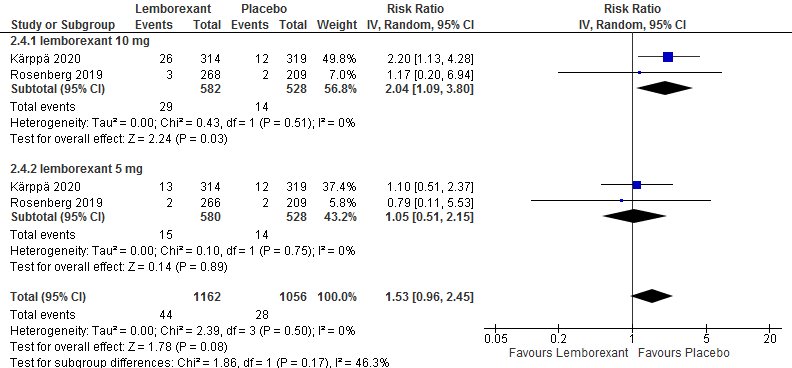 Lemborexant Placebo Risk Ratio Risk Ratio
Study or Subgroup Events Total Events Total Weight IV, Random, 95% CI IV, Random, 95% CI
2.4.1 lemborexant 10 mg
Kärppä 2020 26 314 12 319 49.8% 2.20 [1.13, 4.28]
Rosenberg 2019 3 268 2 209 7.0% 1.17 [0.20, 6.94]
Subtotal (95% CI) 582 528 56.8% 2.04 [1.09, 3.80]
Total events 29 14
Heterogeneity: Tau² = 0.00; Chi² = 0.43, df = 1 (P = 0.51); I² = 0%
Test for overall effect: Z = 2.24 (P = 0.03)
2.4.2 lemborexant 5 mg
Kärppä 2020 13 314 12 319 37.4% 1.10 [0.51, 2.37]
Rosenberg 2019 2 266 2 209 5.8% 0.79 [0.11, 5.53]
Subtotal (95% CI) 580 528 43.2% 1.05 [0.51, 2.15]
Total events 15 14
Heterogeneity: Tau² = 0.00; Chi² = 0.10, df = 1 (P = 0.75); I² = 0%
Test for overall effect: Z = 0.14 (P = 0.89)
Total (95% CI) 1162 1056 100.0% 1.53 [0.96, 2.45]
Total events 44 28
Heterogeneity: Tau² = 0.00; Chi² = 2.39, df = 3 (P = 0.50); I² = 0%
Test for overall effect: Z = 1.78 (P = 0.08)
Test for subgroup differences: Chi² = 1.86, df = 1 (P = 0.17), I² = 46.3%
0.05 0.2 1 5 20
Favours Lemborexant Favours Placebo